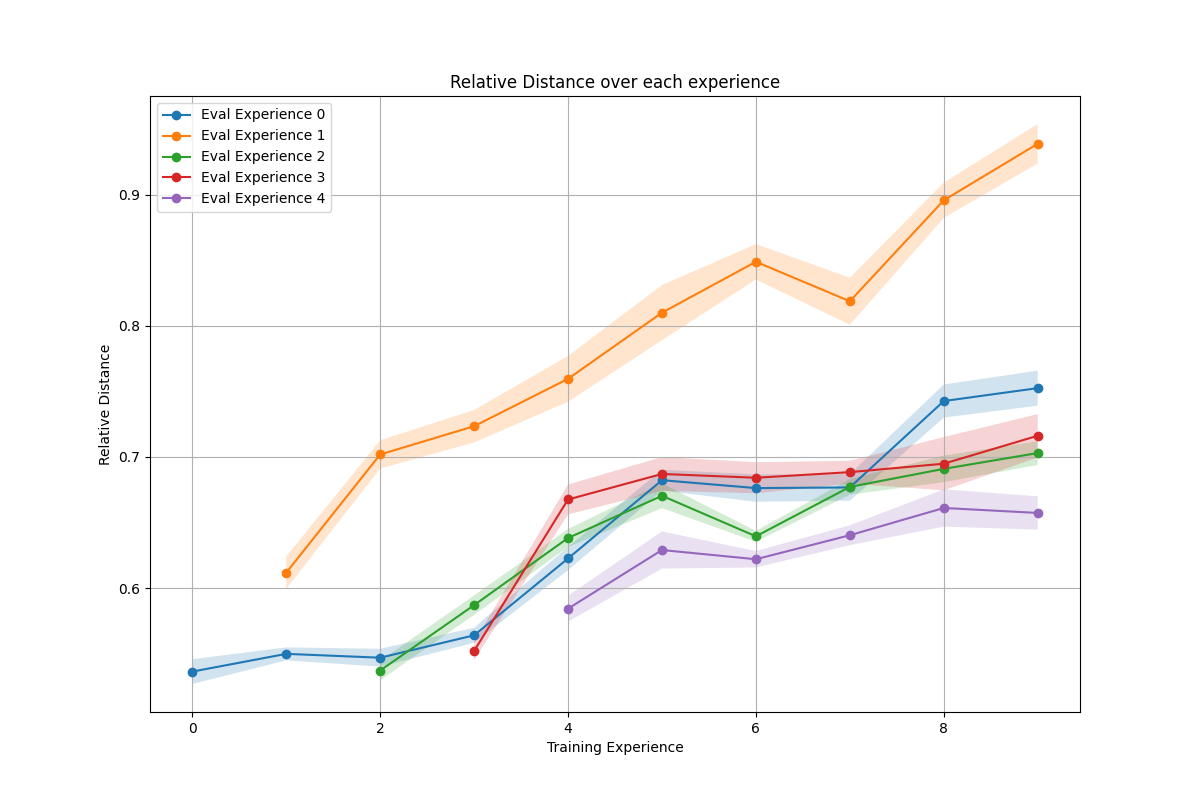 Relative Distance over each experience
Eval Experience 0
Eval Experience 1
Eval Experience 2
Eval Experience 3
Eval Experience 4
0.9
0.8
0.7
0.6
Relative Distance
0 2 4 6 8
Training Experience